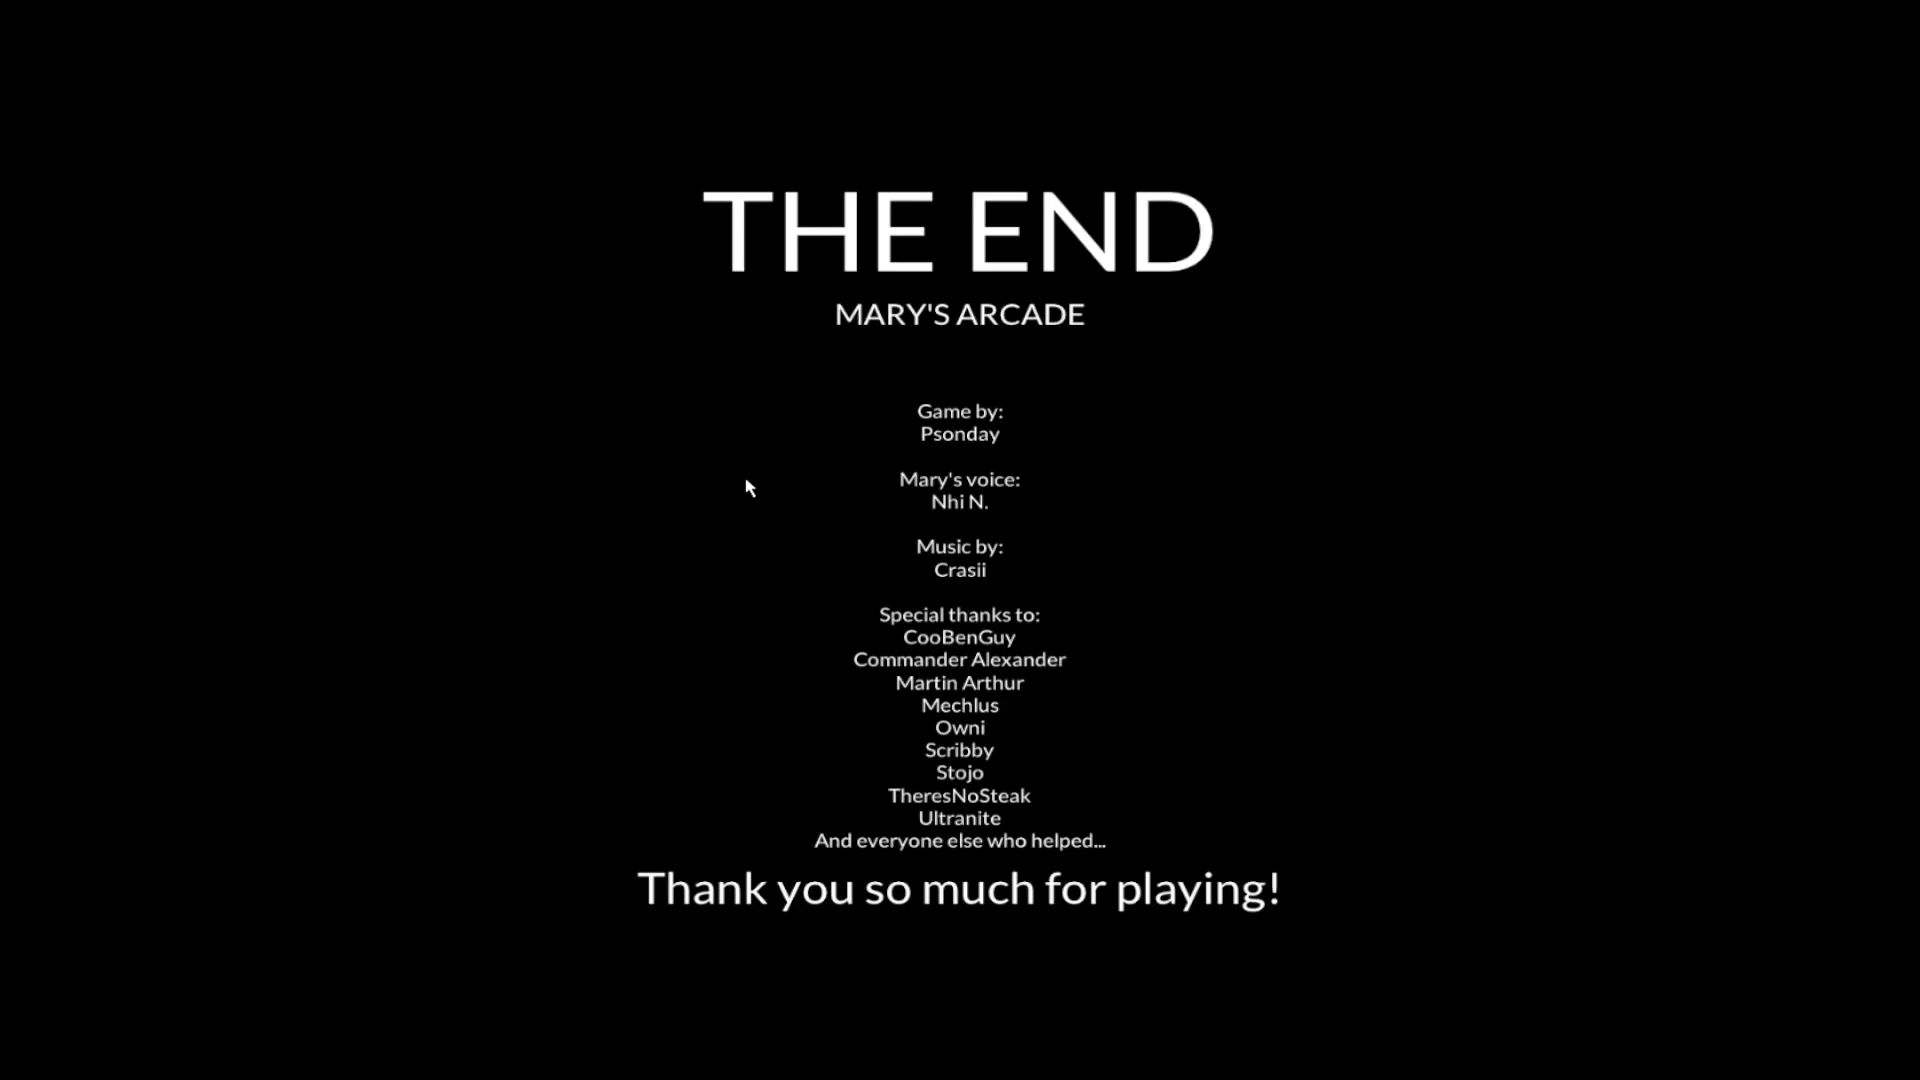 THE END
MARY'S ARCADE
Game by:
Psonday
Mary's voice:
Nhi N.
Music by:
Crasii
Special thanks to:
CooBenGuy
Commander Alexander
Martin Arthur
Mechlus
Owni
Scribby
Stojo
TheresNoSteak
Ultranite
And everyone else who helped...
Thank you so much for playing!